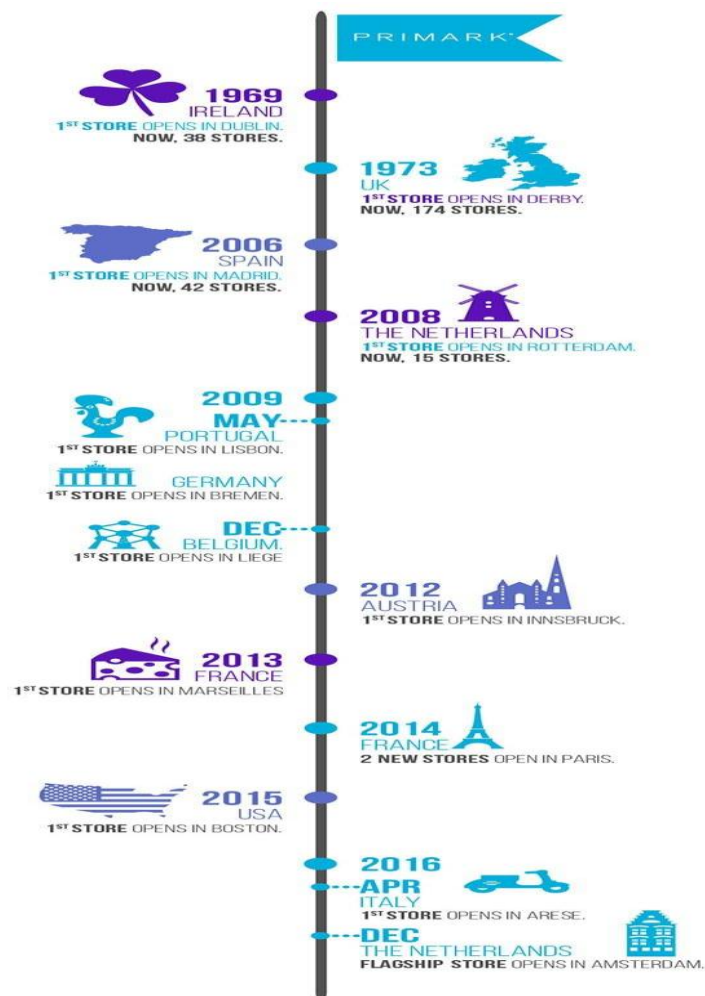 PRIMARK®
1969
IRELAND
1ST STORE OPENS IN DUBLIN.
NOW, 38 STORES.
1973
UK
1ST STORE OPENS IN DERBY.
NOW, 174 STORES.
2006
SPAIN
1ST STORE OPENS IN MADRID.
NOW, 42 STORES.
2008
THE NETHERLANDS
1ST STORE OPENS IN ROTTERDAM.
NOW, 15 STORES.
2009
MAY
PORTUGAL
1ST STORE OPENS IN LISBON.
GERMANY
1ST STORE OPENS IN BREMEN.
DEC
BELGIUM.
1ST STORE OPENS IN LIEGE
2012
AUSTRIA
1ST STORE OPENS IN INNSBRUCK.
2013
FRANCE
1ST STORE OPENS IN MARSEILLES
2014
FRANCE
2 NEW STORES OPEN IN PARIS.
2015
USA
1ST STORE OPENS IN BOSTON.
2016
APR
ITALY
1ST STORE OPENS IN ARESE.
DEC
THE NETHERLANDS
FLAGSHIP STORE OPENS IN AMSTERDAM.